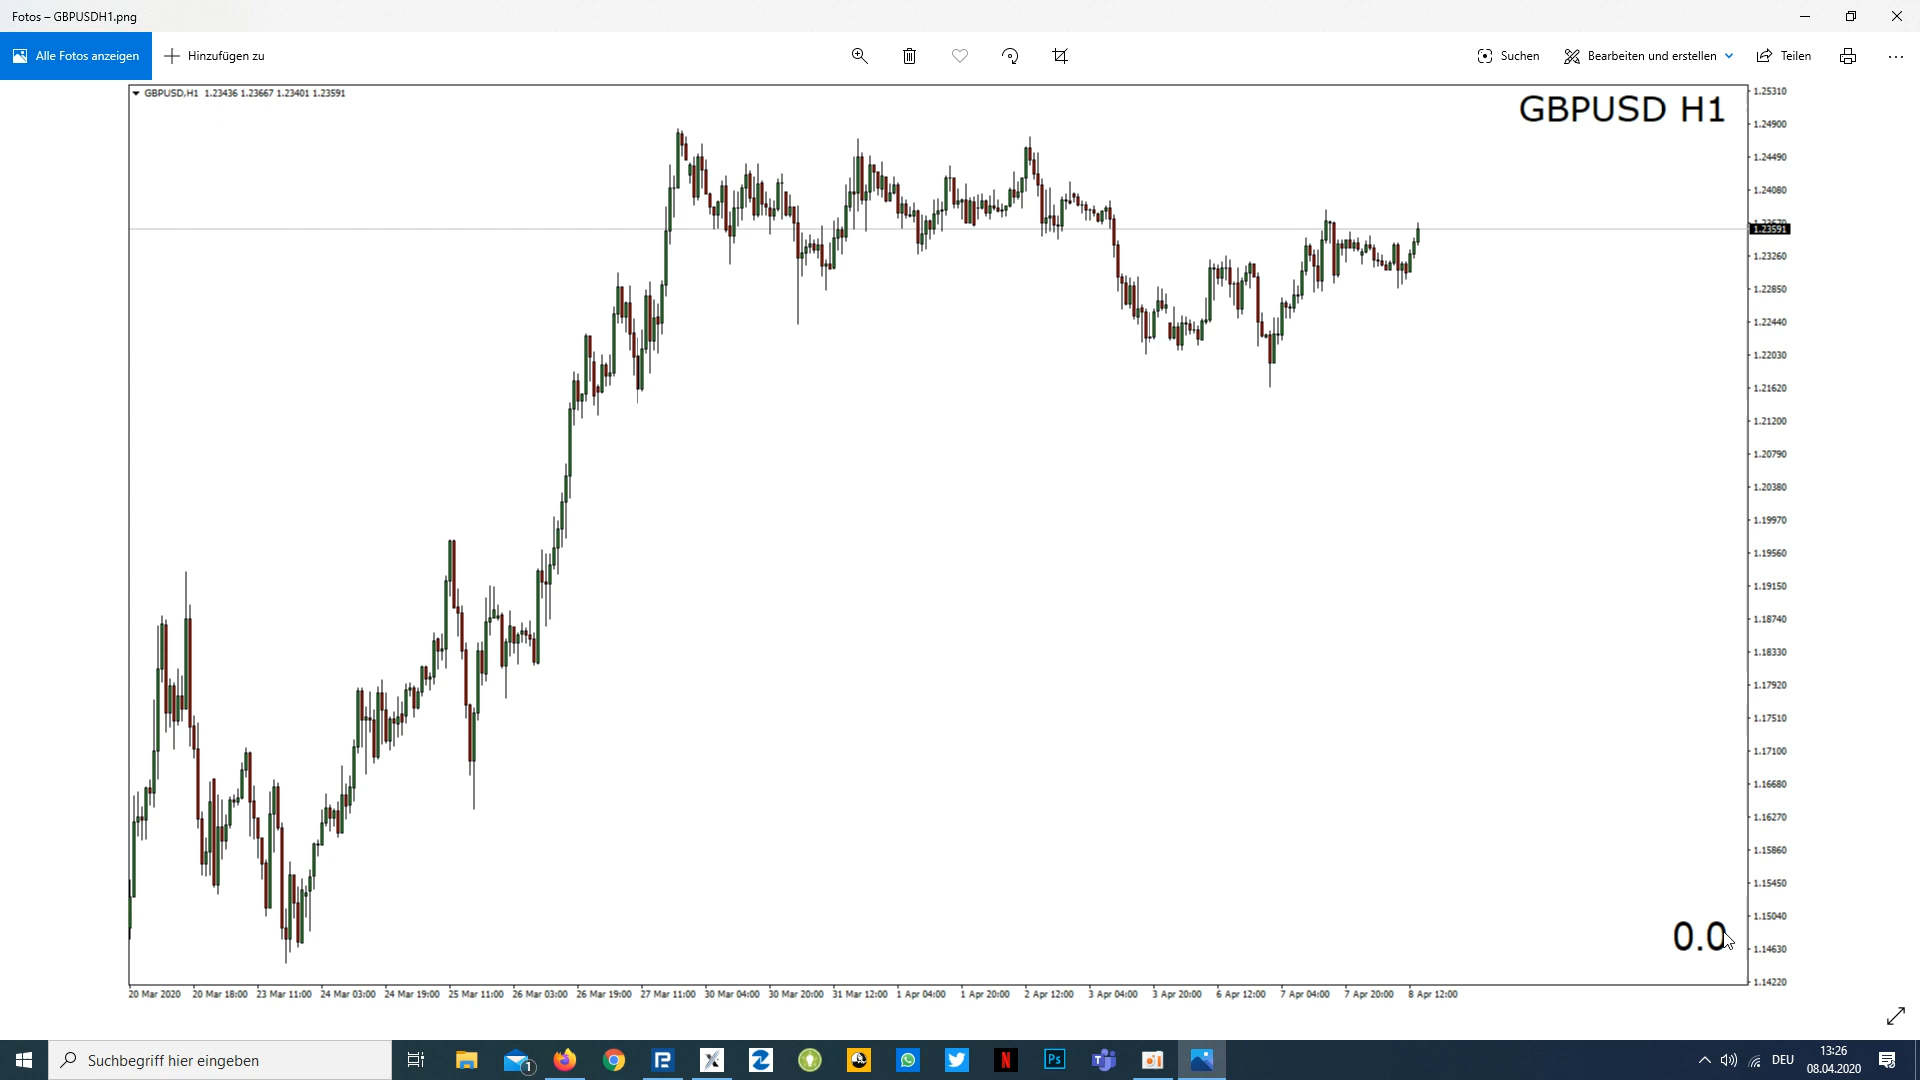 Fotos – GBPUSDH1.png
Alle Fotos anzeigen
Hinzufügen zu
Suchen
Bearbeiten und erstellen
Teilen
GBPUSD,H1 1.23436 1.23667 1.23401 1.23591
GBPUSD H1
1.25310
1.24900
1.24490
1.24080
1.23591
1.23260
1.22850
1.22440
1.22030
1.21620
1.21200
1.20790
1.20380
1.19970
1.19560
1.19150
1.18740
1.18330
1.17920
1.17510
1.17100
1.16680
1.16270
1.15860
1.15450
1.15040
1.14630
1.14220
0.0
20 Mar 2020 20 Mar 18:00 23 Mar 11:00 24 Mar 03:00 24 Mar 19:00 25 Mar 11:00 26 Mar 03:00 26 Mar 19:00 27 Mar 11:00 30 Mar 04:00 30 Mar 20:00 31 Mar 12:00 1 Apr 04:00 1 Apr 20:00 2 Apr 12:00 3 Apr 04:00 3 Apr 20:00 6 Apr 12:00 7 Apr 04:00 7 Apr 20:00 8 Apr 12:00
Suchbegriff hier eingeben
1
N
Ps
DEU
13:26
08.04.2020